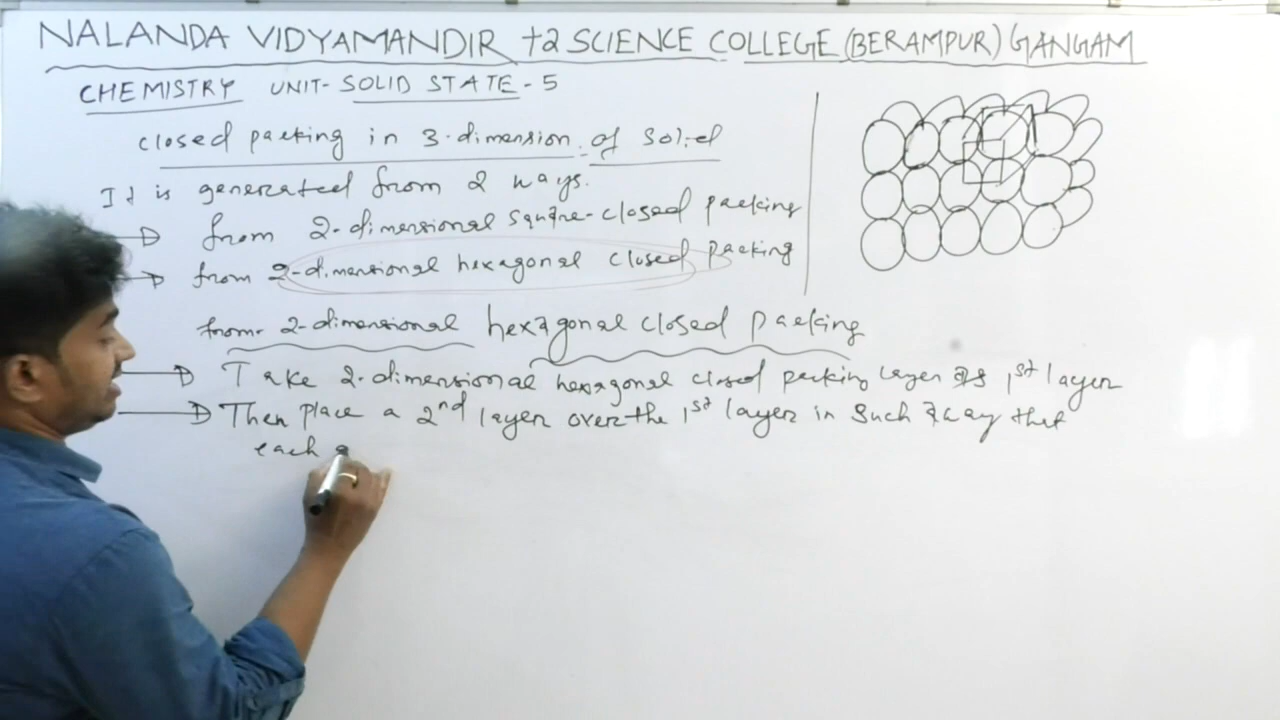 NALANDA VIDYAMANDIR +2 SCIENCE COLLEGE (BERAMPUR) GANGAM
CHEMISTRY UNIT- SOLID STATE - 5
closed packing in 3-dimension of solid
It is generated from 2 ways.
from 2-dimensional square-closed packing
from 2-dimensional hexagonal closed packing
from 2-dimensional hexagonal closed packing
Take 2-dimensional hexagonal closed packing layer as 1st layer
Then place a 2nd layer over the 1st layer in such a way that
each